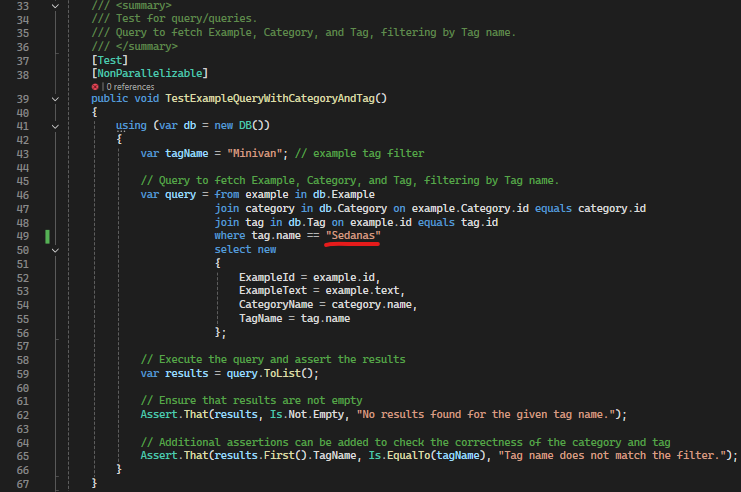 33 /// <summary>
34 /// Test for query/queries.
35 /// Query to fetch Example, Category, and Tag, filtering by Tag name.
36 /// </summary>
37 [Test]
38 [NonParallelizable]
| 0 references
39 public void TestExampleQueryWithCategoryAndTag()
40 {
41 using (var db = new DB())
42 {
43 var tagName = "Minivan"; // example tag filter
44
45 // Query to fetch Example, Category, and Tag, filtering by Tag name.
46 var query = from example in db.Example
47 join category in db.Category on example.Category.id equals category.id
48 join tag in db.Tag on example.id equals tag.id
49 where tag.name == "Sedanas"
50 select new
51 {
52 ExampleId = example.id,
53 ExampleText = example.text,
54 CategoryName = category.name,
55 TagName = tag.name
56 };
57
58 // Execute the query and assert the results
59 var results = query.ToList();
60
61 // Ensure that results are not empty
62 Assert.That(results, Is.Not.Empty, "No results found for the given tag name.");
63
64 // Additional assertions can be added to check the correctness of the category and tag
65 Assert.That(results.First().TagName, Is.EqualTo(tagName), "Tag name does not match the filter.");
66 }
67 }